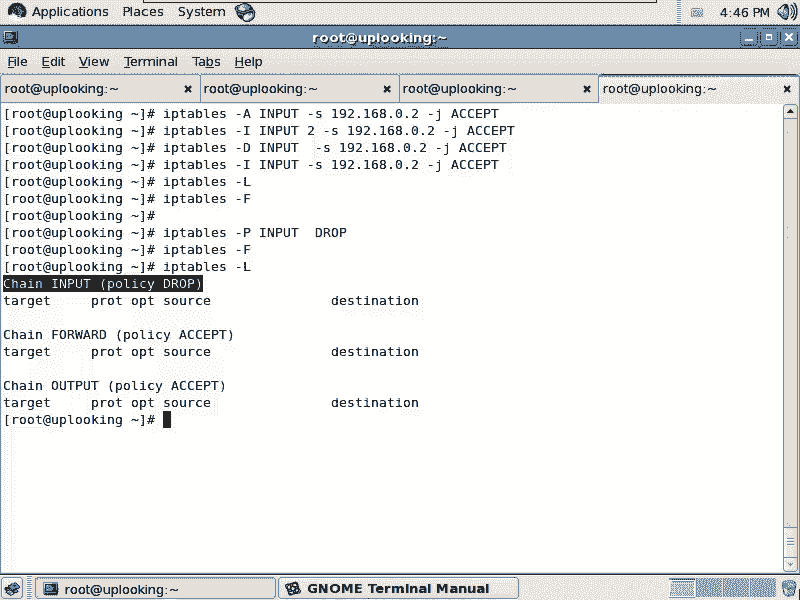 Applications Places System 4:46 PM
root@uplooking:~
File Edit View Terminal Tabs Help
root@uplooking:~ root@uplooking:~ root@uplooking:~ root@uplooking:~
[root@uplooking ~]# iptables -A INPUT -s 192.168.0.2 -j ACCEPT
[root@uplooking ~]# iptables -I INPUT 2 -s 192.168.0.2 -j ACCEPT
[root@uplooking ~]# iptables -D INPUT  -s 192.168.0.2 -j ACCEPT
[root@uplooking ~]# iptables -I INPUT -s 192.168.0.2 -j ACCEPT
[root@uplooking ~]# iptables -L
[root@uplooking ~]# iptables -F
[root@uplooking ~]#
[root@uplooking ~]# iptables -P INPUT  DROP
[root@uplooking ~]# iptables -F
[root@uplooking ~]# iptables -L
Chain INPUT (policy DROP)
target     prot opt source               destination
Chain FORWARD (policy ACCEPT)
target     prot opt source               destination
Chain OUTPUT (policy ACCEPT)
target     prot opt source               destination
[root@uplooking ~]#
root@uplooking:~ GNOME Terminal Manual